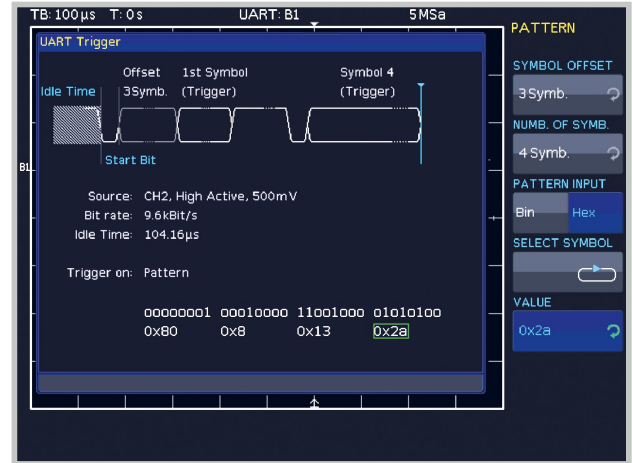 TB: 100µs T: 0s UART: B1 5MSa
PATTERN
UART Trigger
Offset 1st Symbol Symbol 4
Idle Time 3Symb. (Trigger) (Trigger)
Start Bit
B1
Source: CH2, High Active, 500mV
Bit rate: 9.6kBit/s
Idle Time: 104.16µs
Trigger on: Pattern
00000001 00010000 11001000 01010100
0x80 0x8 0x13 0x2a
SYMBOL OFFSET
3Symb.
NUMB. OF SYMB.
4 Symb.
PATTERN INPUT
Bin Hex
SELECT SYMBOL
VALUE
0x2a